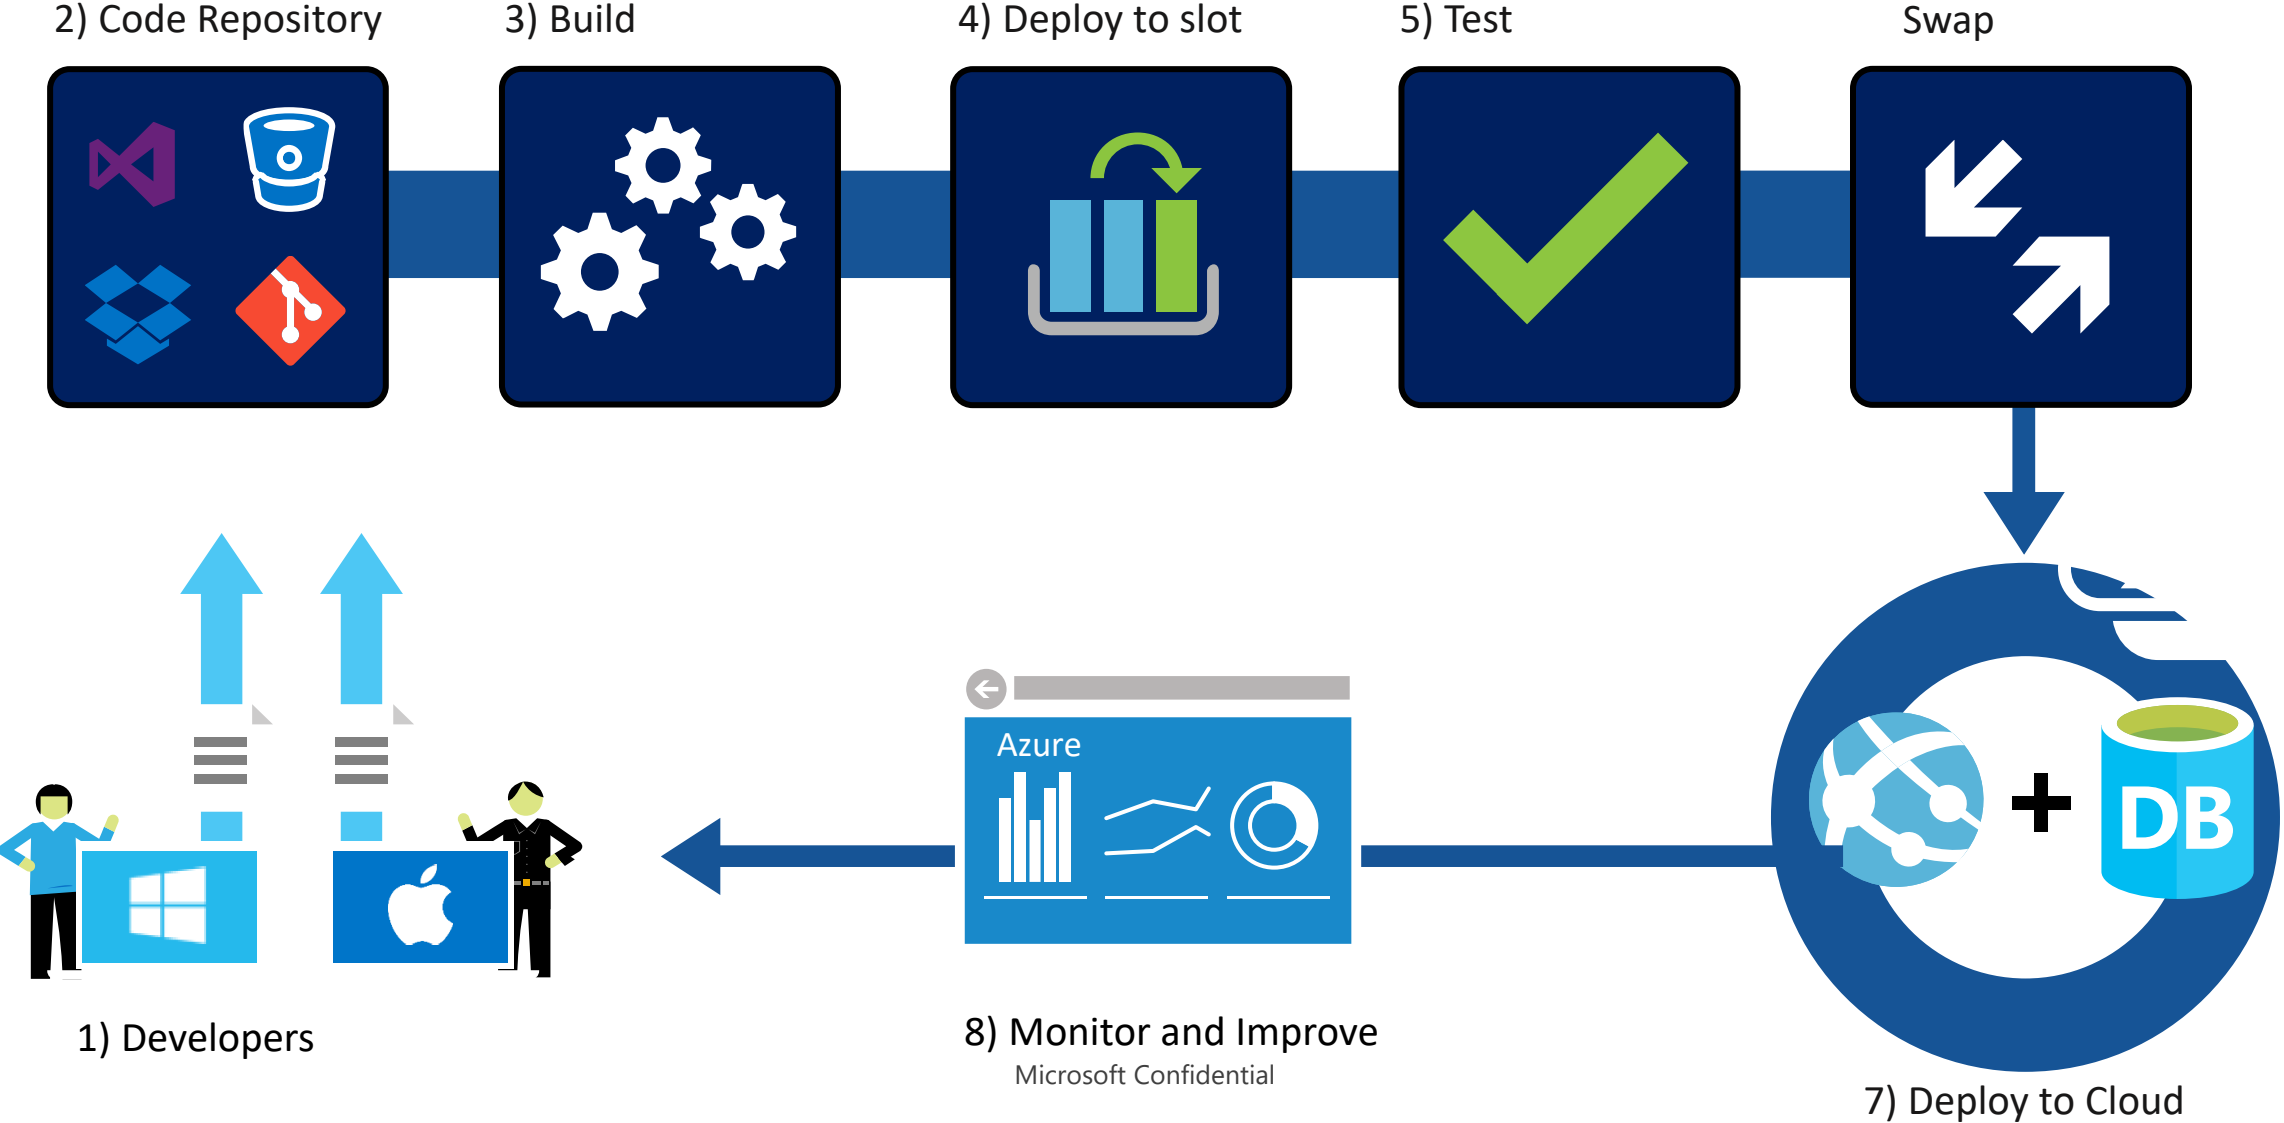 2) Code Repository
3) Build
4) Deploy to slot
5) Test
Swap
Azure
DB
1) Developers
8) Monitor and Improve
Microsoft Confidential
7) Deploy to Cloud